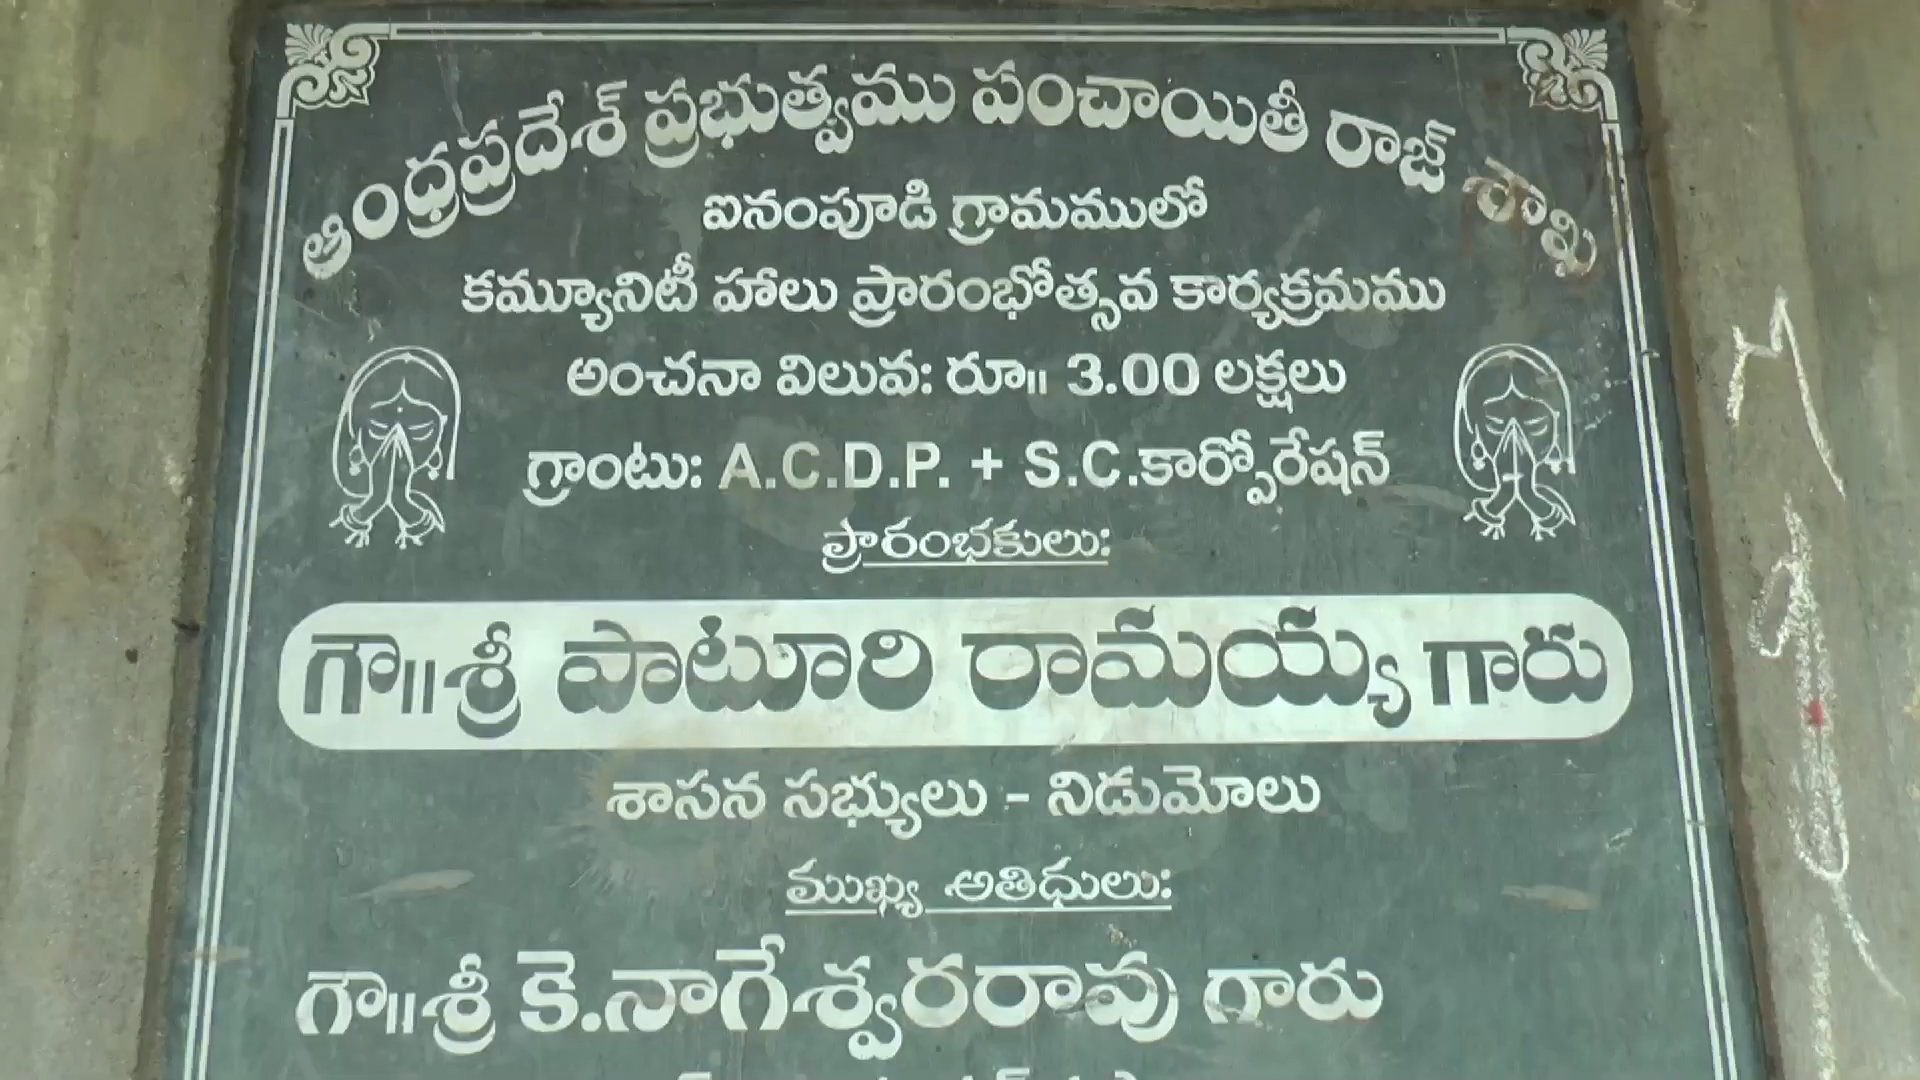 ఆంధ్రప్రదేశ్ ప్రభుత్వము పంచాయితీ రాజ్ శాఖ
ఐనంపూడి గ్రామములో
కమ్యూనిటీ హాలు ప్రారంభోత్సవ కార్యక్రమము
అంచనా విలువ: రూ॥ 3.00 లక్షలు
గ్రాంటు: A.C.D.P. + S.C.కార్పోరేషన్
ప్రారంభకులు:
గౌ॥శ్రీ పాటూరి రామయ్య గారు
శాసన సభ్యులు - నిడుమోలు
ముఖ్య అతిధులు:
గౌ॥శ్రీ కె.నాగేశ్వరరావు గారు